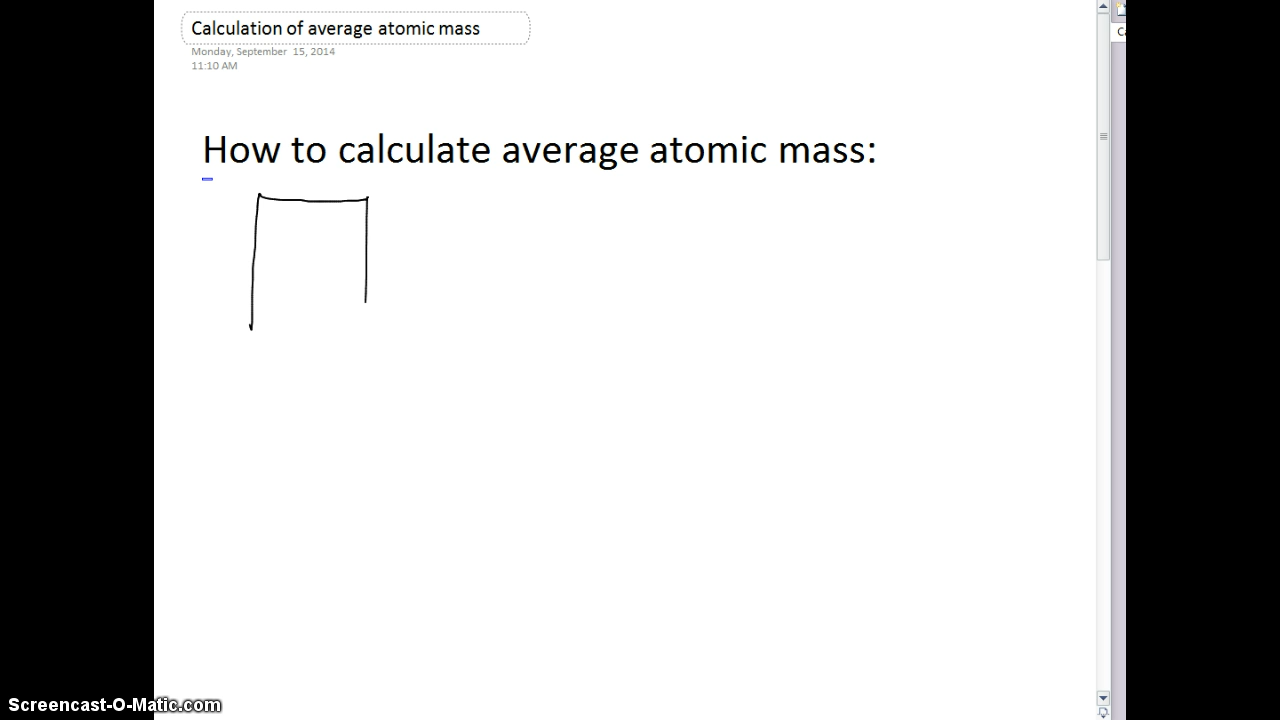 Calculation of average atomic mass
Monday, September 15, 2014
11:10 AM
How to calculate average atomic mass:
Screencast-O-Matic.com